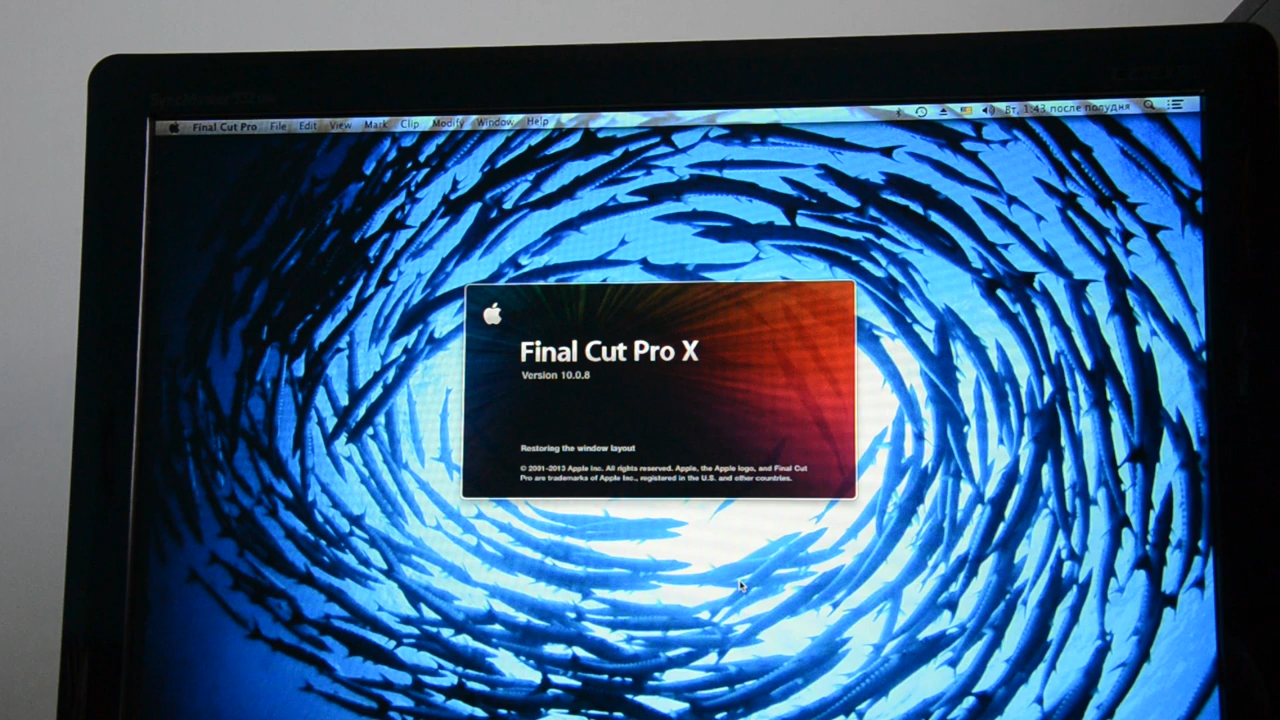 Final Cut Pro File Edit View Mark Clip Modify Window Help Вт, 1:43 после полудня
Final Cut Pro X
Version 10.0.8
Restoring the window layout
© 2001–2013 Apple Inc. All rights reserved. Apple, the Apple logo, and Final Cut
Pro are trademarks of Apple Inc., registered in the U.S. and other countries.